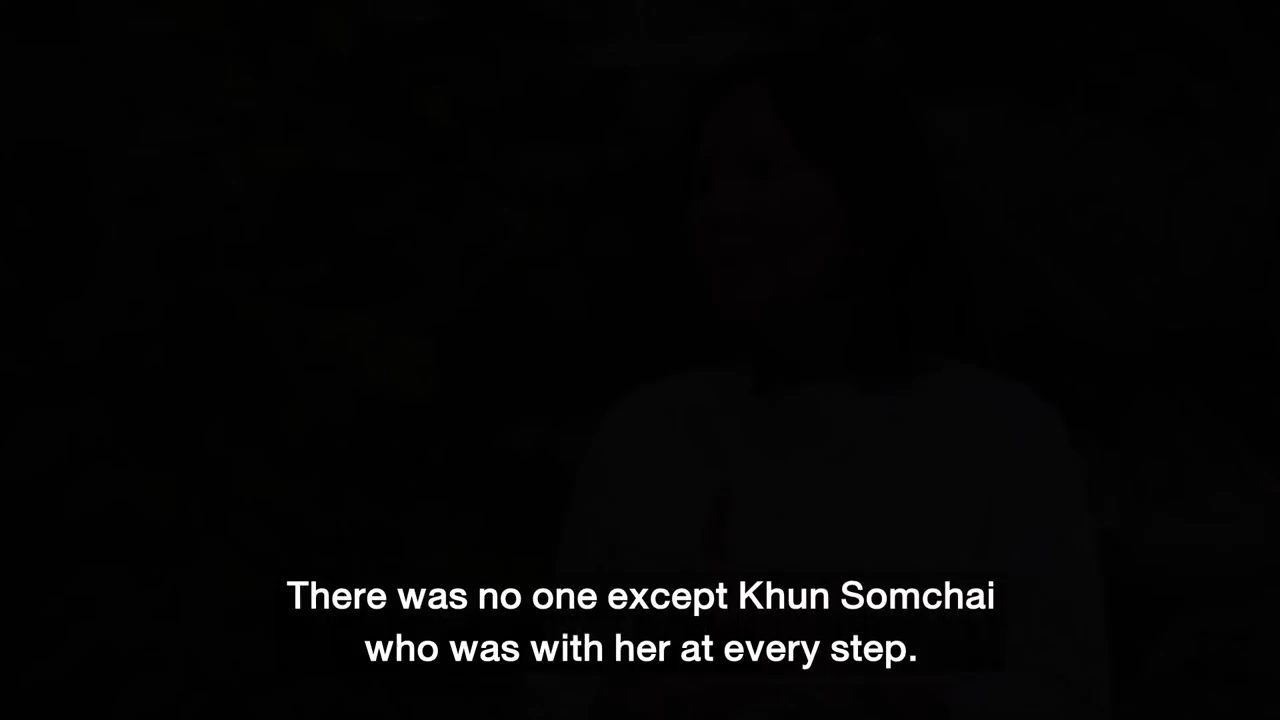 There was no one except Khun Somchai
who was with her at every step.